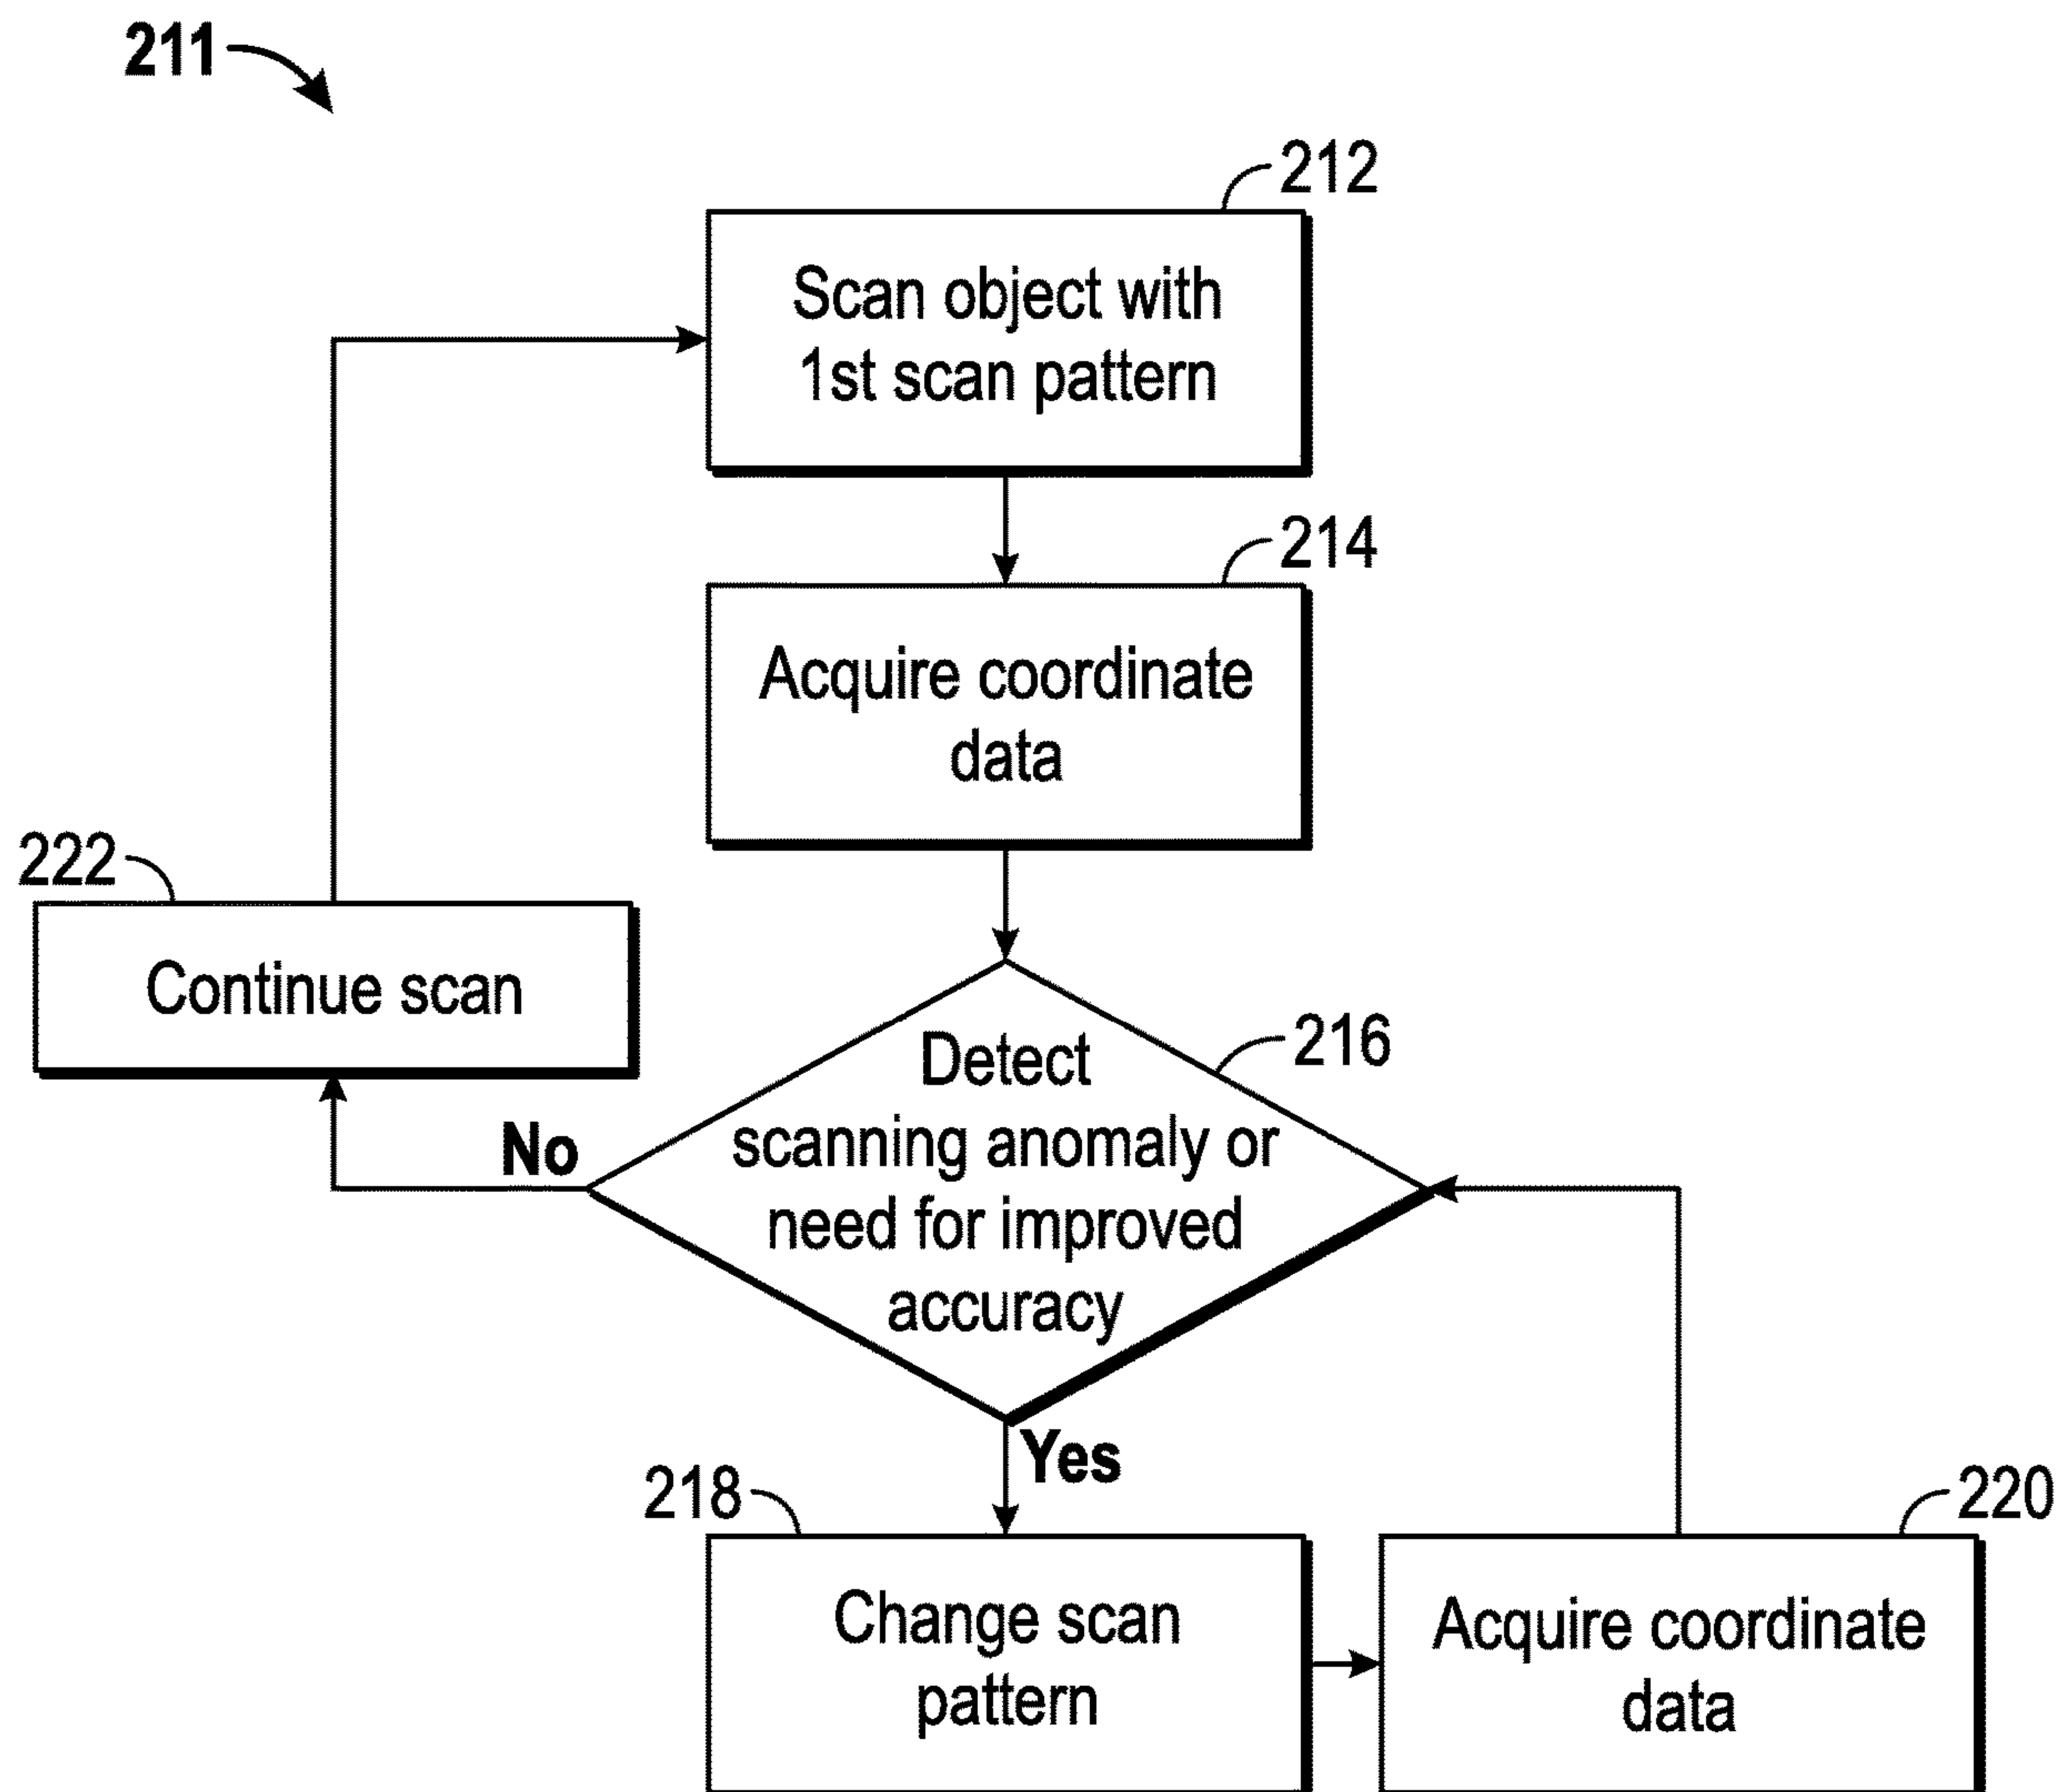 211
212
Scan object with
1st scan pattern
214
Acquire coordinate
data
222
Continue scan
216
Detect
scanning anomaly or
need for improved
accuracy
No
Yes
218
Change scan
pattern
220
Acquire coordinate
data